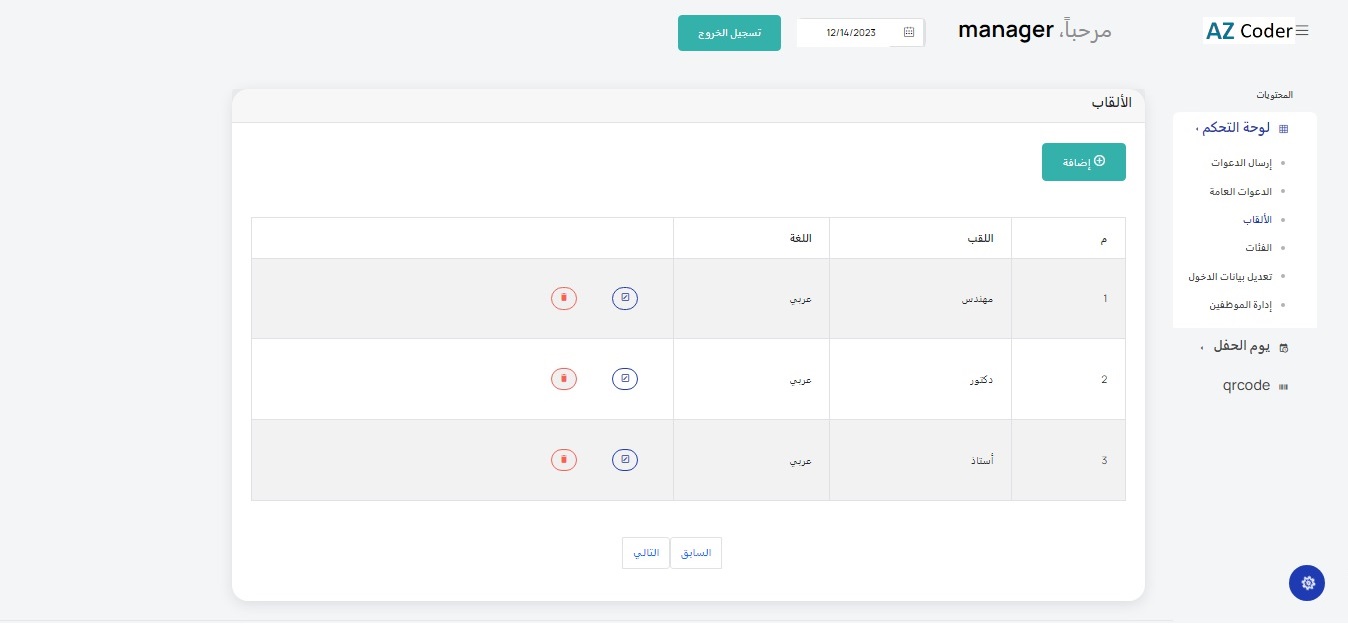 AZ Coder
مرحباً، manager
12/14/2023
تسجيل الخروج
المحتويات
لوحة التحكم
إرسال الدعوات
الدعوات العامة
الألقاب
الفئات
تعديل بيانات الدخول
إدارة الموظفين
يوم الحفل
qrcode
الألقاب
إضافة
م اللقب اللغة
1 مهندس عربي
2 دكتور عربي
3 أستاذ عربي
السابق التالي